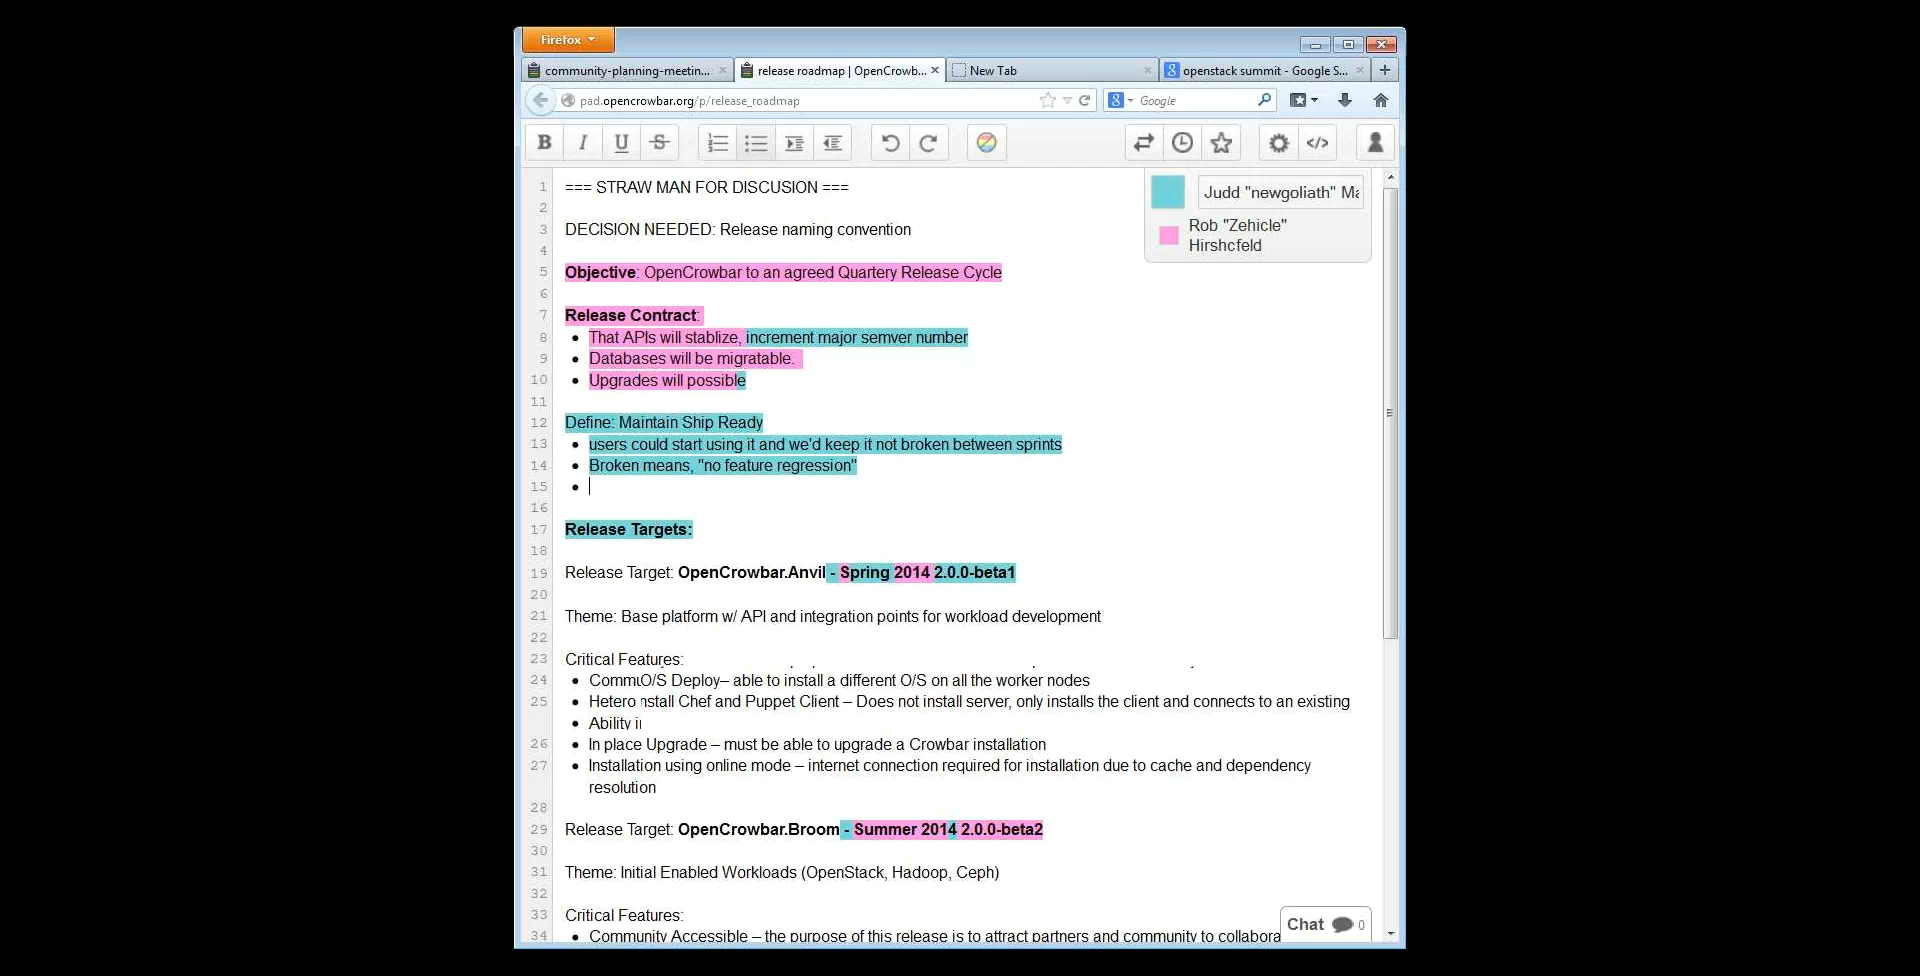 Firefox
community-planning-meetin...
release roadmap | OpenCrowb...
New Tab
openstack summit - Google S...
pad.opencrowbar.org/p/release_roadmap
Google
B I U S
Judd "newgoliath" Ma
Rob "Zehicle"
Hirshcfeld
1 === STRAW MAN FOR DISCUSION ===
2
3 DECISION NEEDED: Release naming convention
4
5 Objective: OpenCrowbar to an agreed Quartery Release Cycle
6
7 Release Contract:
8 That APIs will stablize, increment major semver number
9 Databases will be migratable.
10 Upgrades will possible
11
12 Define: Maintain Ship Ready
13 users could start using it and we'd keep it not broken between sprints
14 Broken means, "no feature regression"
15
16
17 Release Targets:
18
19 Release Target: OpenCrowbar.Anvil - Spring 2014 2.0.0-beta1
20
21 Theme: Base platform w/ API and integration points for workload development
22
23 Critical Features:
24 O/S Deploy– able to install a different O/S on all the worker nodes
25 Hetero nstall Chef and Puppet Client – Does not install server, only installs the client and connects to an existing
Ability
26 In place Upgrade – must be able to upgrade a Crowbar installation
27 Installation using online mode – internet connection required for installation due to cache and dependency
resolution
28
29 Release Target: OpenCrowbar.Broom - Summer 2014 2.0.0-beta2
30
31 Theme: Initial Enabled Workloads (OpenStack, Hadoop, Ceph)
32
33 Critical Features:
34 Community Accessible – the purpose of this release is to attract partners and community to collabora
Chat 0